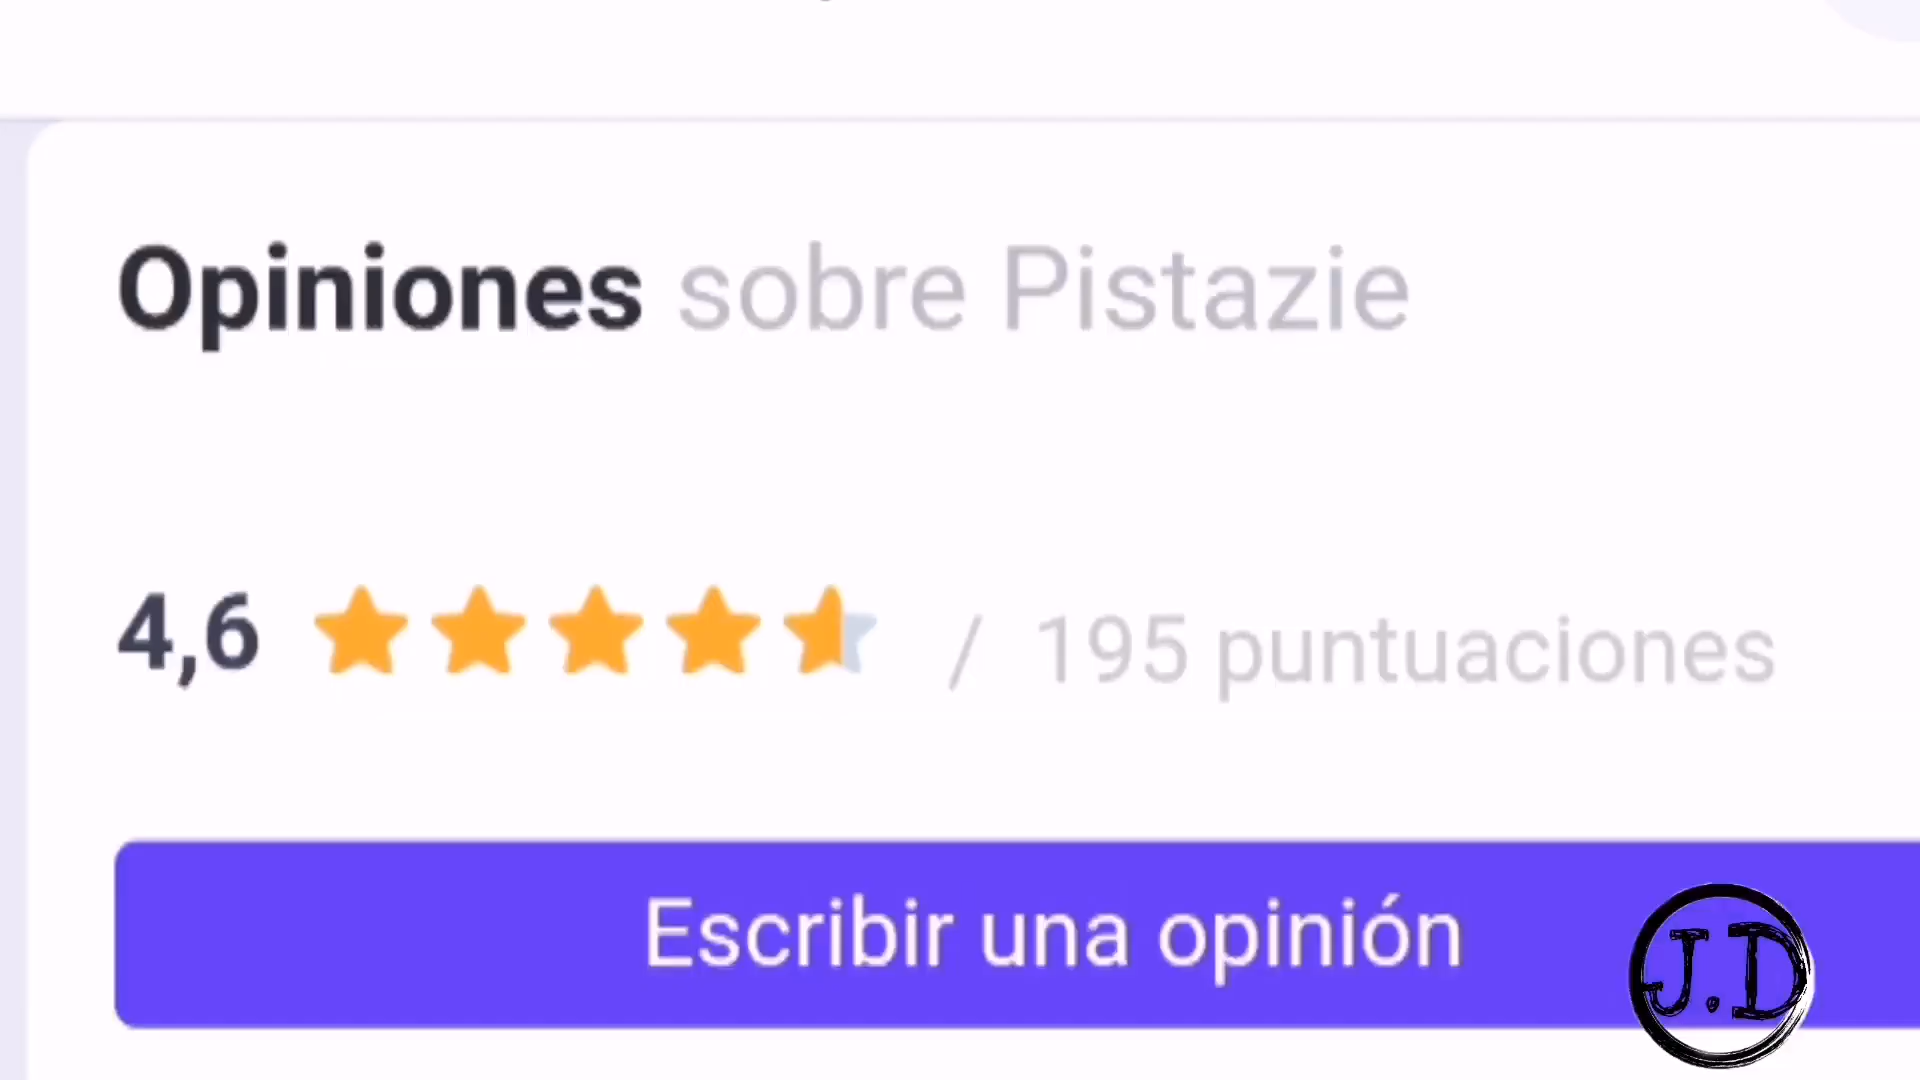 Opiniones sobre Pistazie
4,6 / 195 puntuaciones
Escribir una opinión
J.D